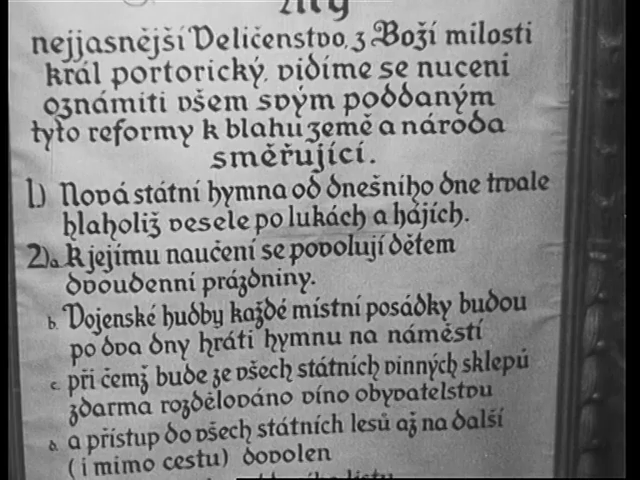 My
nejjasnější Veličenstvo, z Boží milosti
král portorický, vidíme se nuceni
oznámiti všem svým poddaným
tyto reformy k blahu země a národa
směřující.
1) Nová státní hymna od dnešního dne trvale
hlaholiž vesele po lukách a hájích.
2) a. K jejímu naučení se povolují dětem
dvoudenní prázdniny.
b. Vojenské hudby každé místní posádky budou
po dva dny hráti hymnu na náměstí
c. při čemž bude ze všech státních vinných sklepů
zdarma rozdělováno víno obyvatelstvu
d. a přístup do všech státních lesů až na další
(i mimo cestu) dovolen